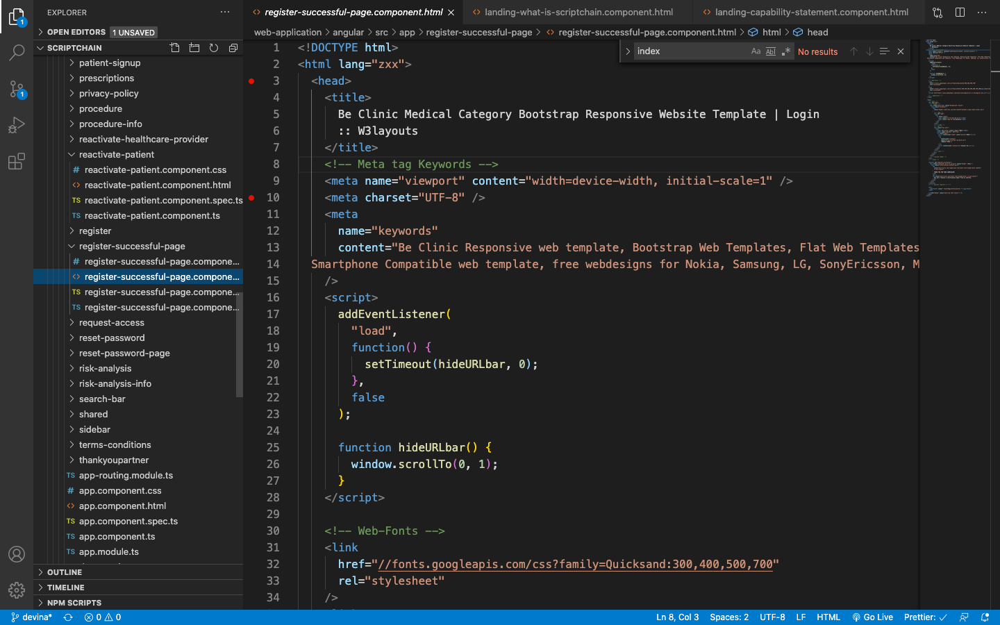 EXPLORER
OPEN EDITORS 1 UNSAVED
SCRIPTCHAIN
patient-signup
prescriptions
privacy-policy
procedure
procedure-info
reactivate-healthcare-provider
reactivate-patient
# reactivate-patient.component.css
<> reactivate-patient.component.html
TS reactivate-patient.component.spec.ts
TS reactivate-patient.component.ts
register
register-successful-page
# register-successful-page.compone...
<> register-successful-page.compone...
TS register-successful-page.compone...
TS register-successful-page.compone...
request-access
reset-password
reset-password-page
risk-analysis
risk-analysis-info
search-bar
shared
sidebar
terms-conditions
thankyoupartner
TS app-routing.module.ts
# app.component.css
<> app.component.html
TS app.component.spec.ts
TS app.component.ts
TS app.module.ts
OUTLINE
TIMELINE
NPM SCRIPTS
1
1
<> register-successful-page.component.html
<> landing-what-is-scriptchain.component.html
<> landing-capability-statement.component.html
web-application > angular > src > app > register-successful-page > <> register-successful-page.component.html > html > head
index Aa Abl .* No results
1 <!DOCTYPE html>
2 <html lang="zxx">
3 <head>
4 <title>
5 Be Clinic Medical Category Bootstrap Responsive Website Template | Login
6 :: W3layouts
7 </title>
8 <!-- Meta tag Keywords -->
9 <meta name="viewport" content="width=device-width, initial-scale=1" />
10 <meta charset="UTF-8" />
11 <meta
12 name="keywords"
13 content="Be Clinic Responsive web template, Bootstrap Web Templates, Flat Web Templates
14 Smartphone Compatible web template, free webdesigns for Nokia, Samsung, LG, SonyEricsson, M
15 />
16 <script>
17 addEventListener(
18 "load",
19 function() {
20 setTimeout(hideURLbar, 0);
21 },
22 false
23 );
24
25 function hideURLbar() {
26 window.scrollTo(0, 1);
27 }
28 </script>
29
30 <!-- Web-Fonts -->
31 <link
32 href="//fonts.googleapis.com/css?family=Quicksand:300,400,500,700"
33 rel="stylesheet"
34 />
devina* 0 0 Ln 8, Col 3 Spaces: 2 UTF-8 LF HTML Go Live Prettier: ✓